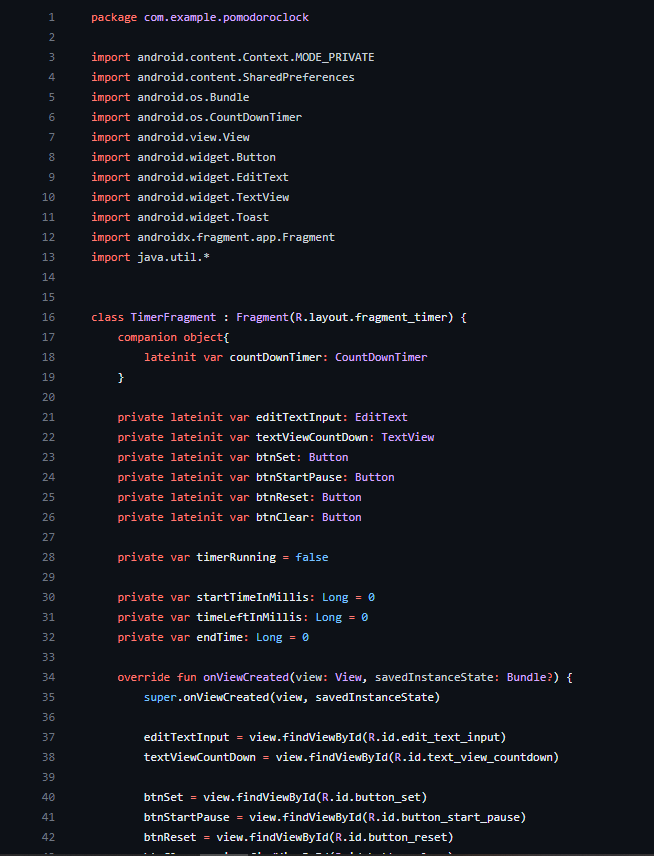 1 package com.example.pomodoroclock
2
3 import android.content.Context.MODE_PRIVATE
4 import android.content.SharedPreferences
5 import android.os.Bundle
6 import android.os.CountDownTimer
7 import android.view.View
8 import android.widget.Button
9 import android.widget.EditText
10 import android.widget.TextView
11 import android.widget.Toast
12 import androidx.fragment.app.Fragment
13 import java.util.*
14
15
16 class TimerFragment : Fragment(R.layout.fragment_timer) {
17     companion object{
18         lateinit var countDownTimer: CountDownTimer
19     }
20
21     private lateinit var editTextInput: EditText
22     private lateinit var textViewCountDown: TextView
23     private lateinit var btnSet: Button
24     private lateinit var btnStartPause: Button
25     private lateinit var btnReset: Button
26     private lateinit var btnClear: Button
27
28     private var timerRunning = false
29
30     private var startTimeInMillis: Long = 0
31     private var timeLeftInMillis: Long = 0
32     private var endTime: Long = 0
33
34     override fun onViewCreated(view: View, savedInstanceState: Bundle?) {
35         super.onViewCreated(view, savedInstanceState)
36
37         editTextInput = view.findViewById(R.id.edit_text_input)
38         textViewCountDown = view.findViewById(R.id.text_view_countdown)
39
40         btnSet = view.findViewById(R.id.button_set)
41         btnStartPause = view.findViewById(R.id.button_start_pause)
42         btnReset = view.findViewById(R.id.button_reset)